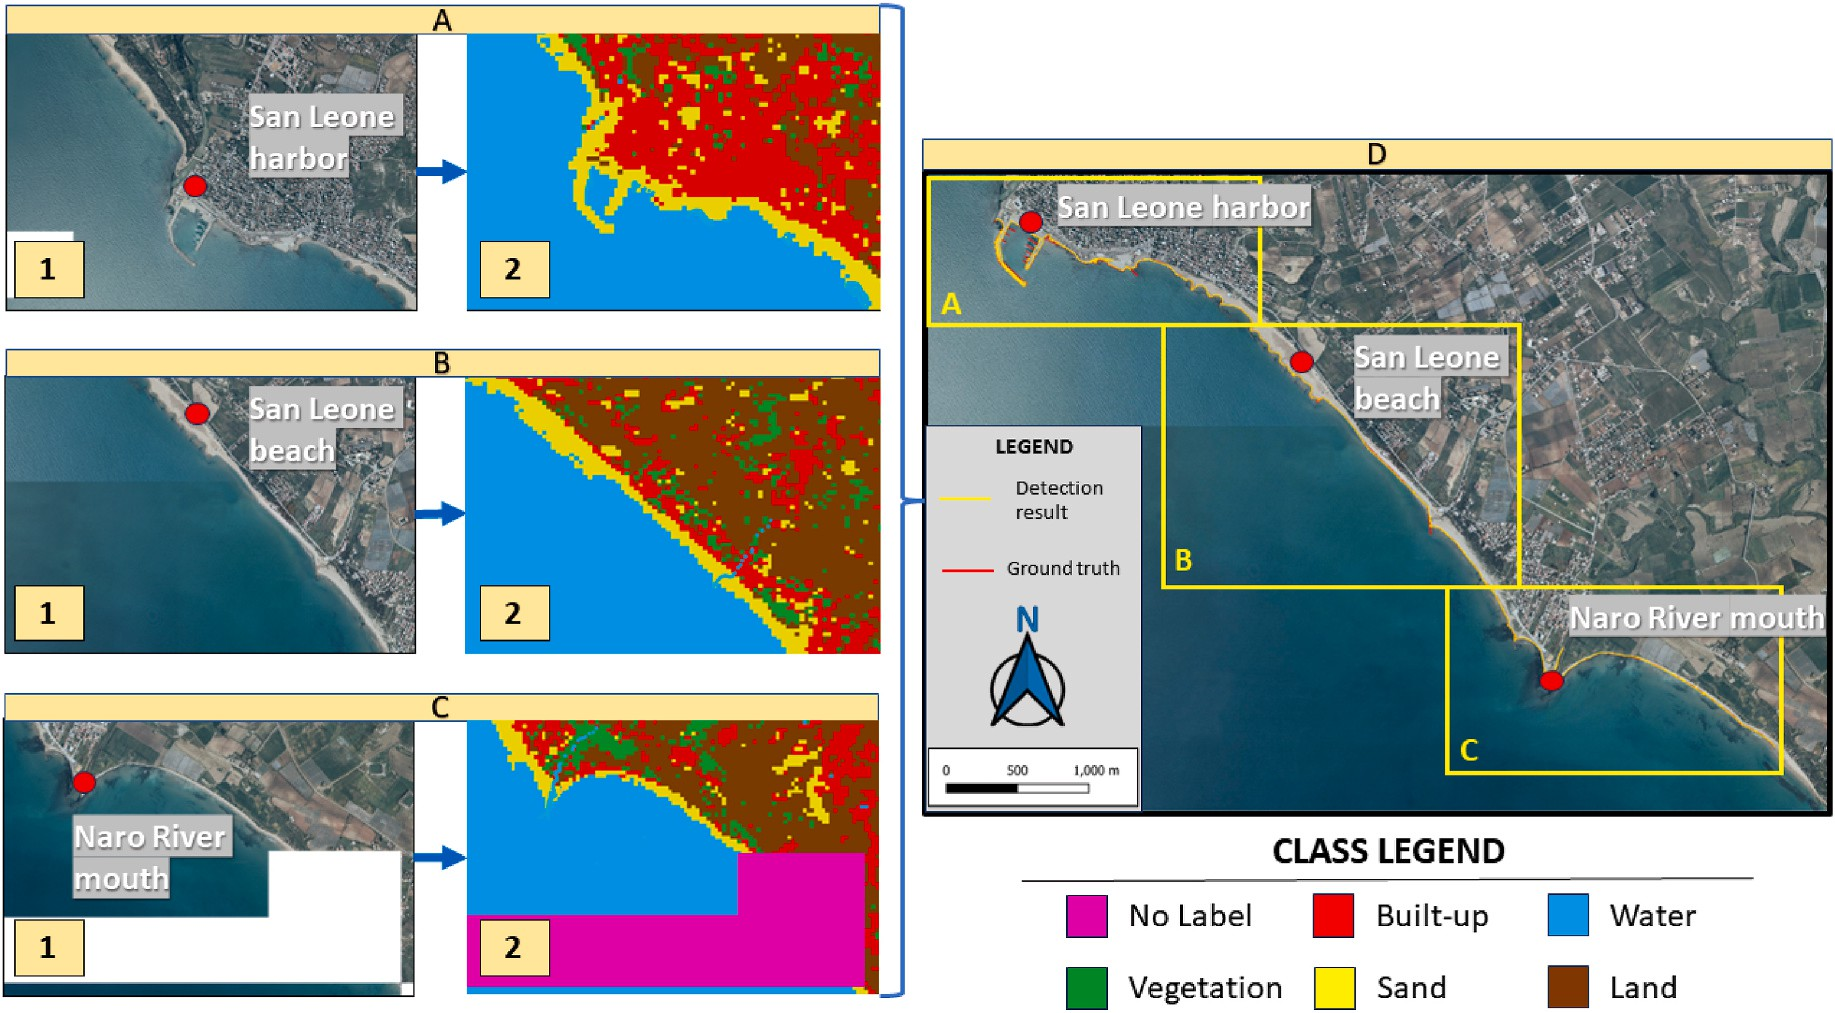 A
San Leone
harbor
1
2
B
San Leone
beach
1
2
C
Naro River
mouth
1
2
D
San Leone harbor
A
San Leone
beach
B
Naro River mouth
C
LEGEND
Detection
result
Ground truth
N
0 500 1,000 m
CLASS LEGEND
No Label Built-up Water
Vegetation Sand Land